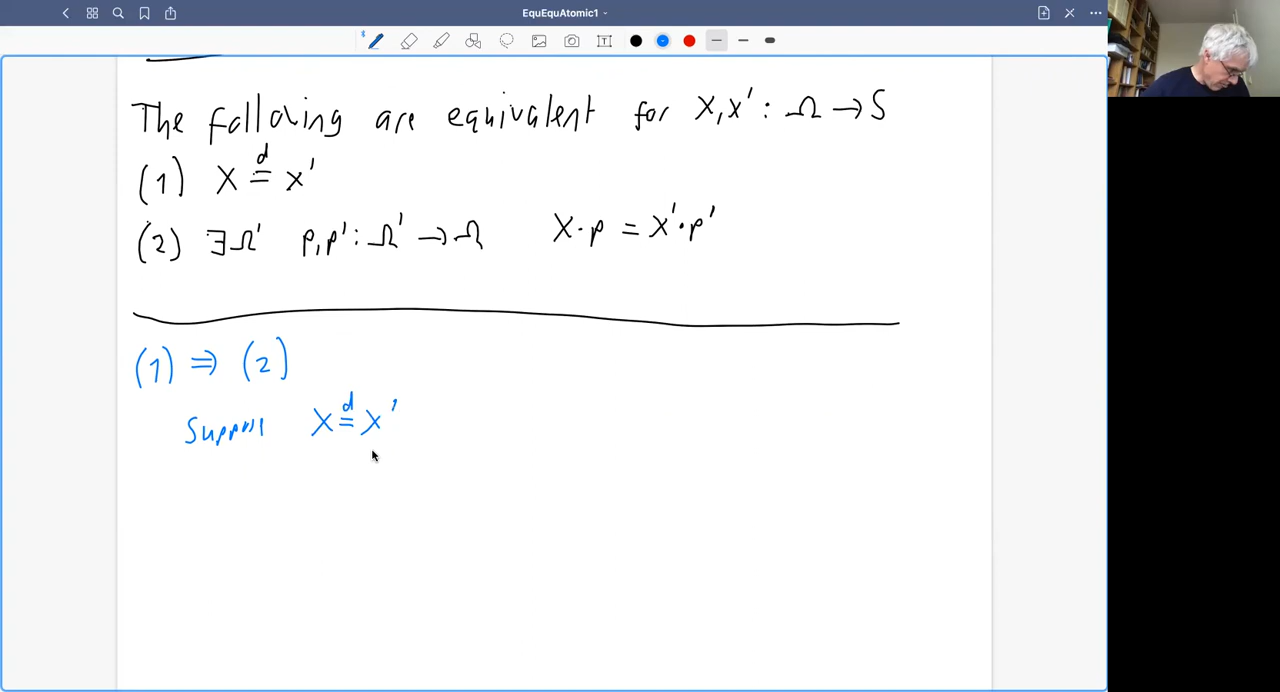 EquEquAtomic1
The following are equivalent for X, X' : Ω → S
(1) X =ᵈ X'
(2) ∃Ω' p, p' : Ω' → Ω X · p = X' · p'
(1) ⇒ (2)
Suppose X =ᵈ X'